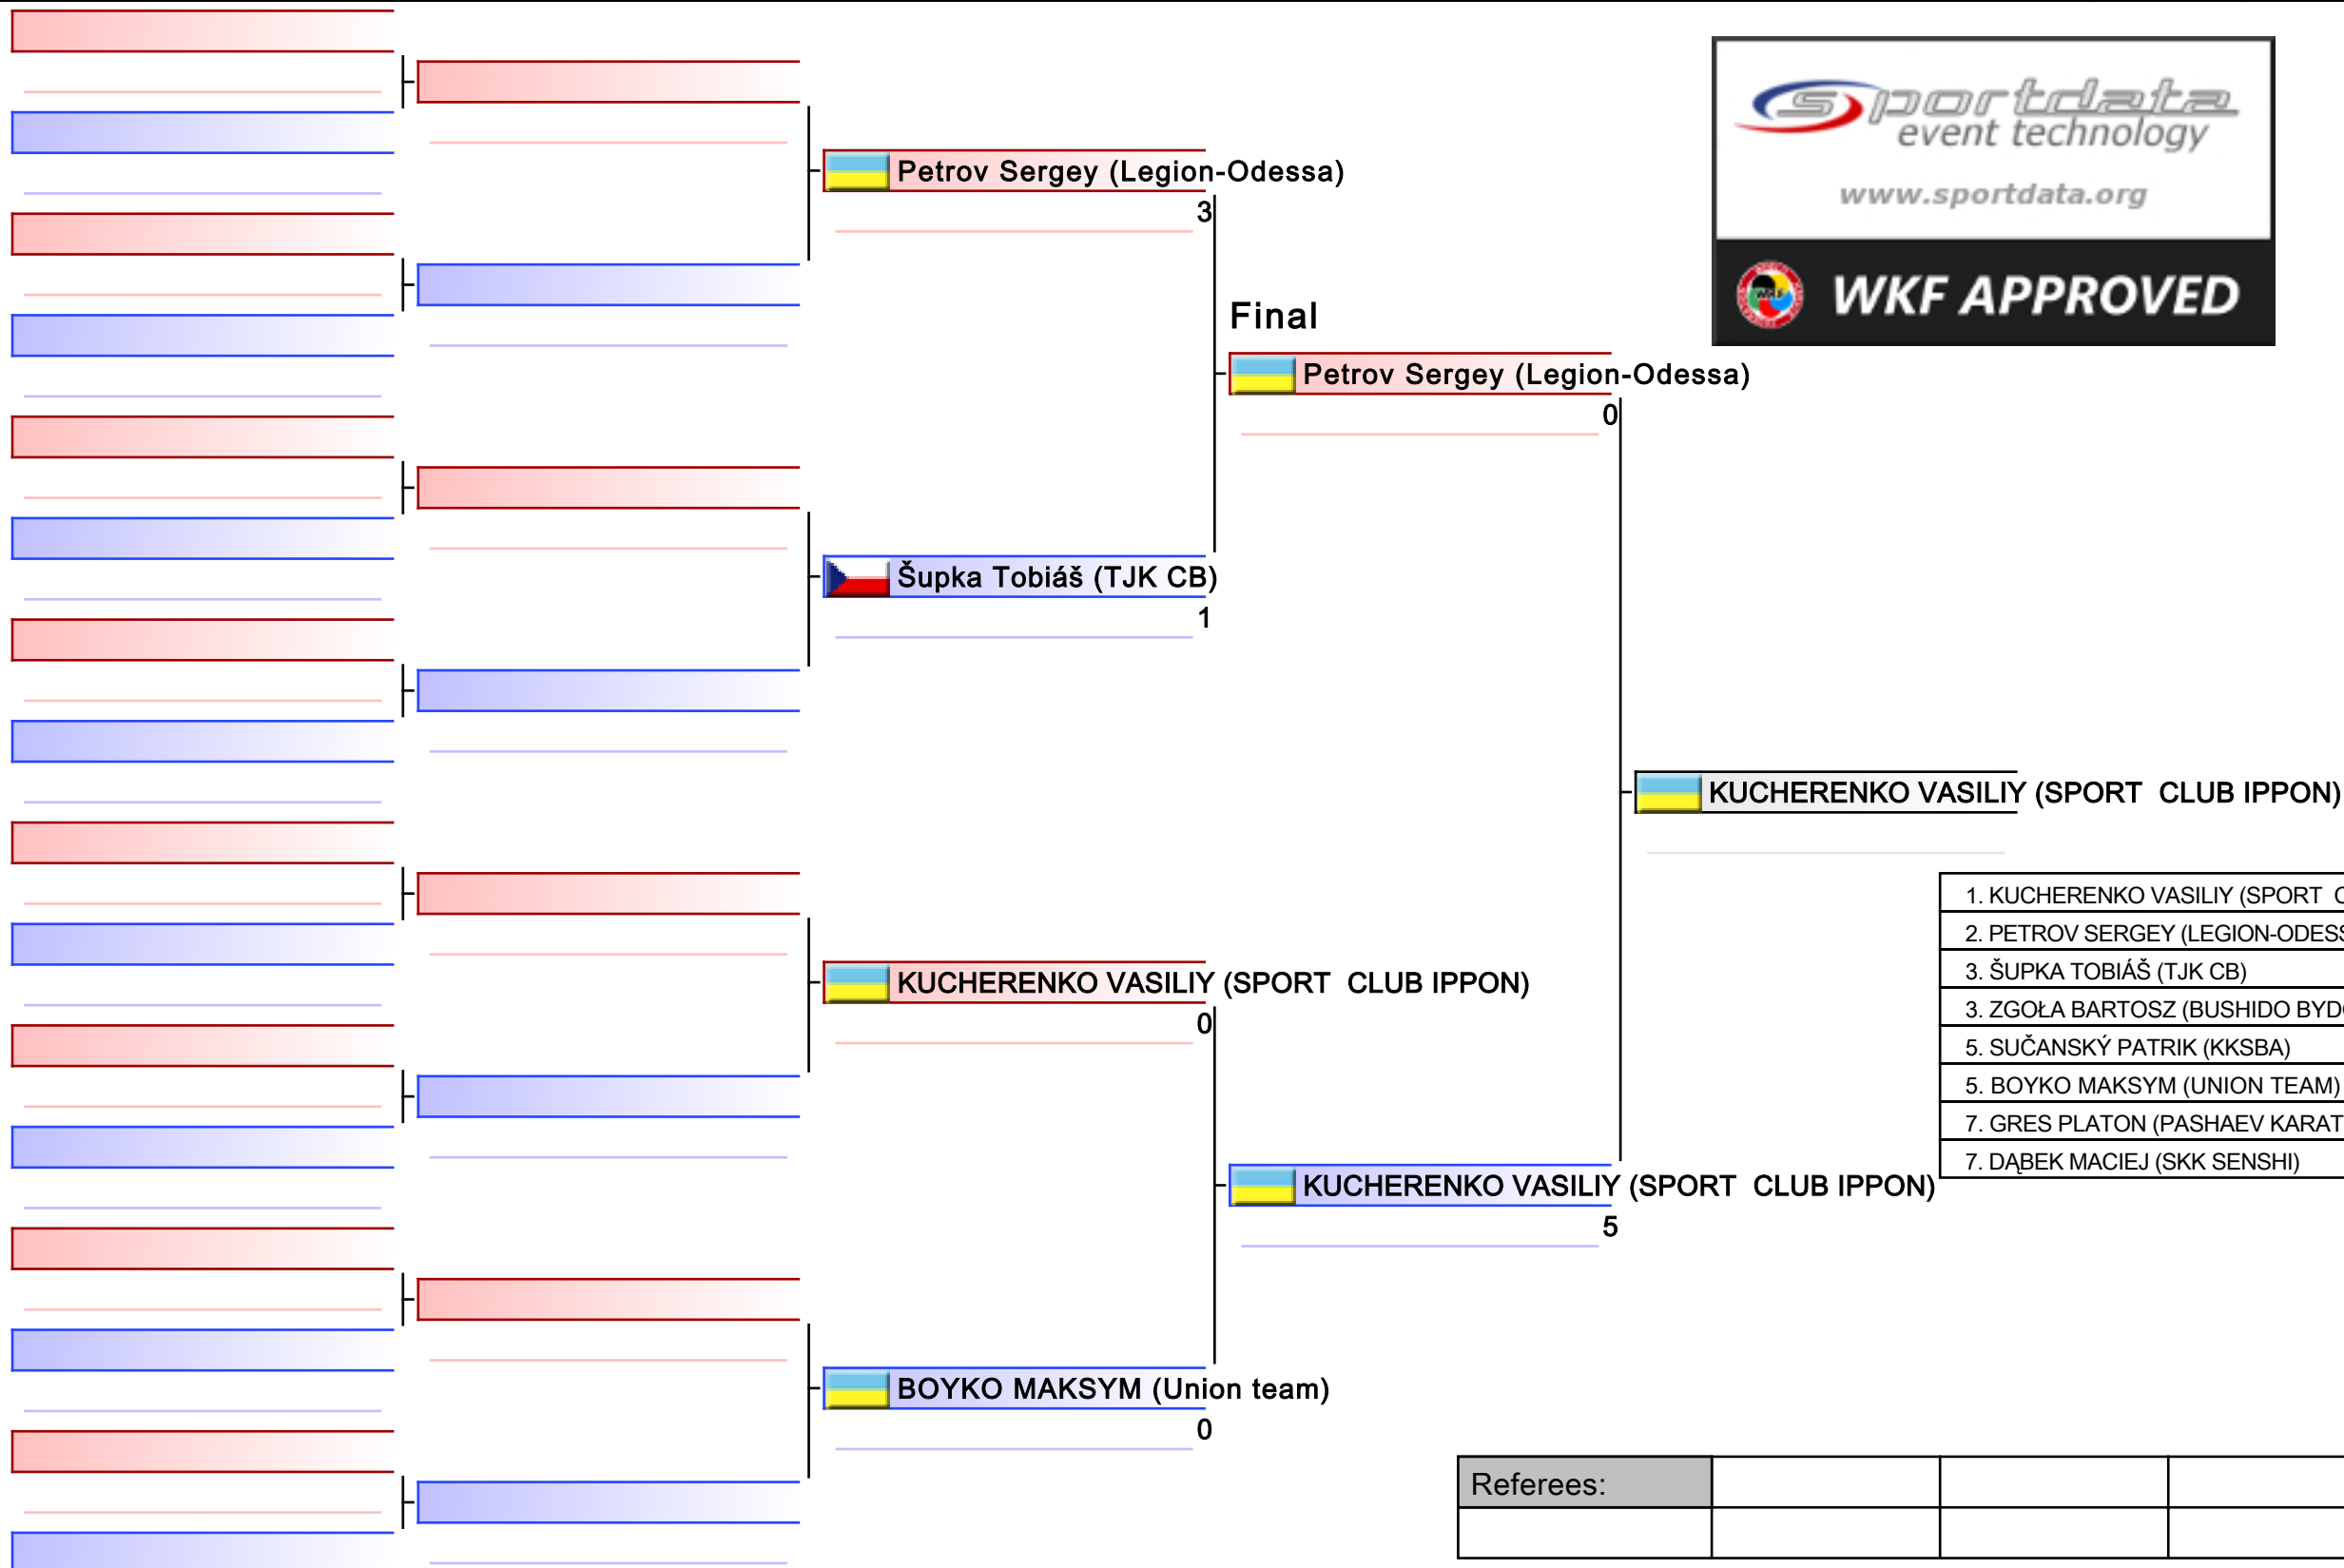 sportdata
event technology
www.sportdata.org
WKF
WKF APPROVED
Petrov Sergey (Legion-Odessa)
3
Final
Petrov Sergey (Legion-Odessa)
0
Šupka Tobiáš (TJK CB)
1
KUCHERENKO VASILIY (SPORT  CLUB IPPON)
1. KUCHERENKO VASILIY (SPORT
2. PETROV SERGEY (LEGION-ODESS
3. ŠUPKA TOBIÁŠ (TJK CB)
3. ZGOŁA BARTOSZ (BUSHIDO BYD
5. SUČANSKÝ PATRIK (KKSBA)
5. BOYKO MAKSYM (UNION TEAM)
7. GRES PLATON (PASHAEV KARAT
7. DĄBEK MACIEJ (SKK SENSHI)
KUCHERENKO VASILIY (SPORT  CLUB IPPON)
0
KUCHERENKO VASILIY (SPORT  CLUB IPPON)
5
BOYKO MAKSYM (Union team)
0
Referees: